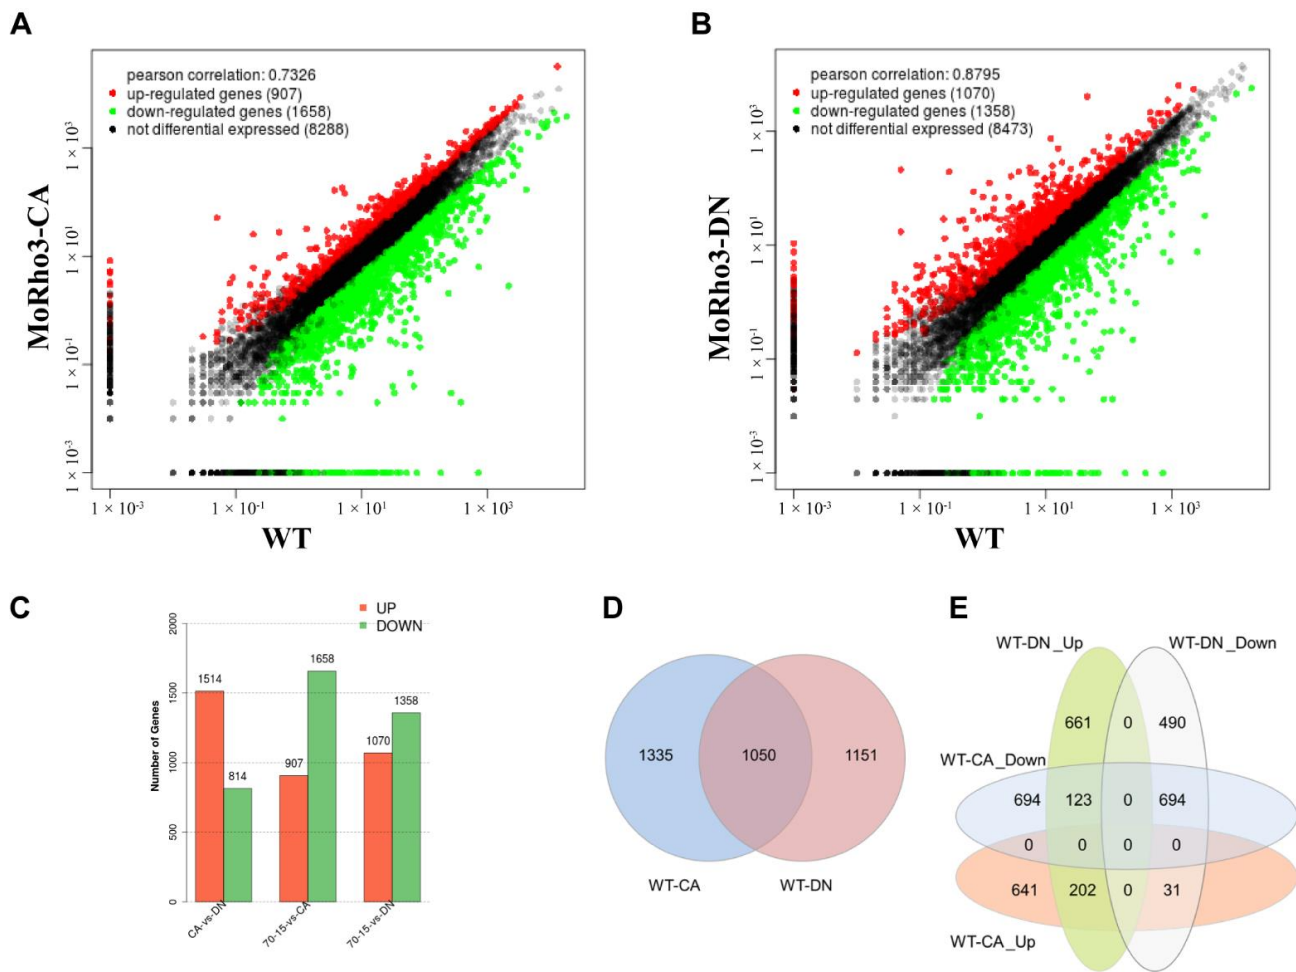 A
pearson correlation: 0.7326
up-regulated genes (907)
down-regulated genes (1658)
not differential expressed (8288)
MoRho3-CA
1 × 10³
1 × 10¹
1 × 10⁻¹
1 × 10⁻³
1 × 10⁻³ 1 × 10⁻¹ 1 × 10¹ 1 × 10³
WT
B
pearson correlation: 0.8795
up-regulated genes (1070)
down-regulated genes (1358)
not differential expressed (8473)
MoRho3-DN
1 × 10³
1 × 10¹
1 × 10⁻¹
1 × 10⁻³
1 × 10⁻³ 1 × 10⁻¹ 1 × 10¹ 1 × 10³
WT
C
UP
DOWN
Number of Genes
2000
1500
1000
500
0
1514
814
907
1658
1070
1358
CA-vs-DN
70-15-vs-CA
70-15-vs-DN
D
1335 1050 1151
WT-CA WT-DN
E
WT-DN_Up
WT-DN_Down
661 0 490
WT-CA_Down
694 123 0 694
0 0 0 0
641 202 0 31
WT-CA_Up